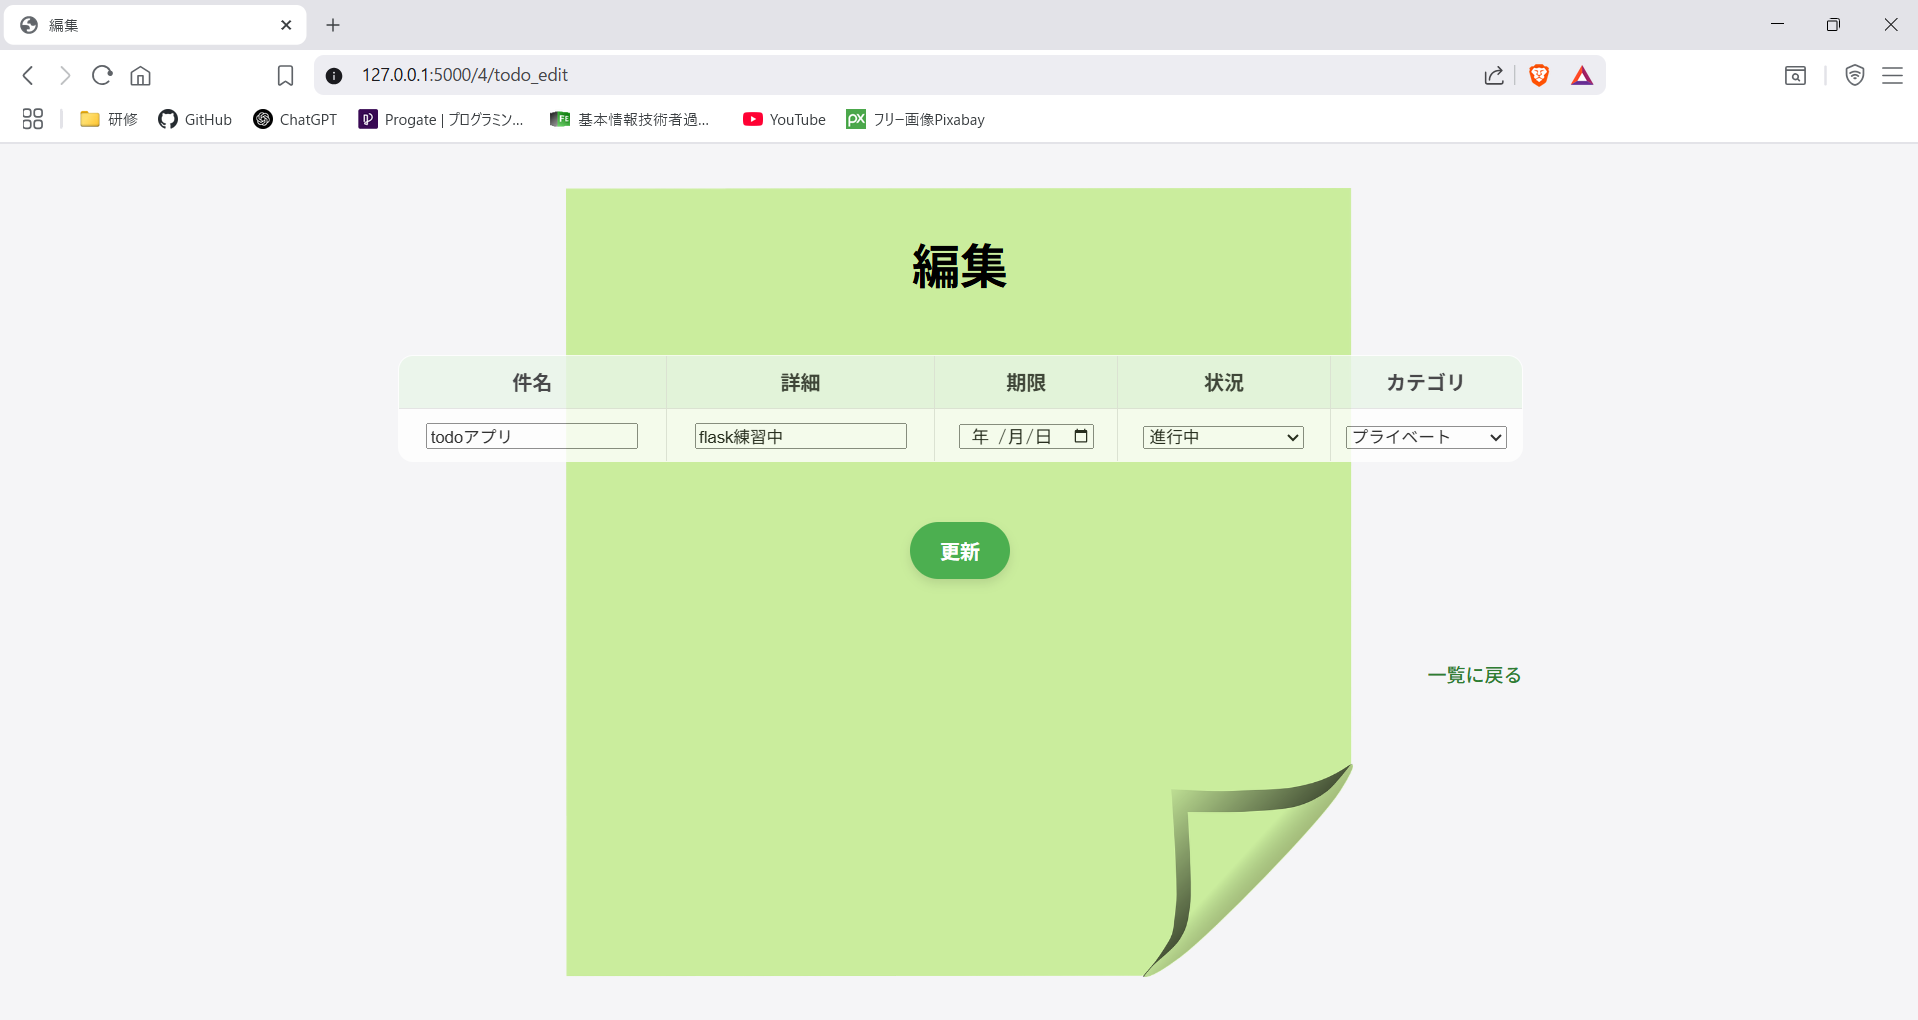 編集
127.0.0.1:5000/4/todo_edit
研修 GitHub ChatGPT Progate | プログラミン... 基本情報技術者過... YouTube フリー画像Pixabay
編集
件名 詳細 期限 状況 カテゴリ
todoアプリ flask練習中 年 /月/日 進行中 プライベート
更新
一覧に戻る